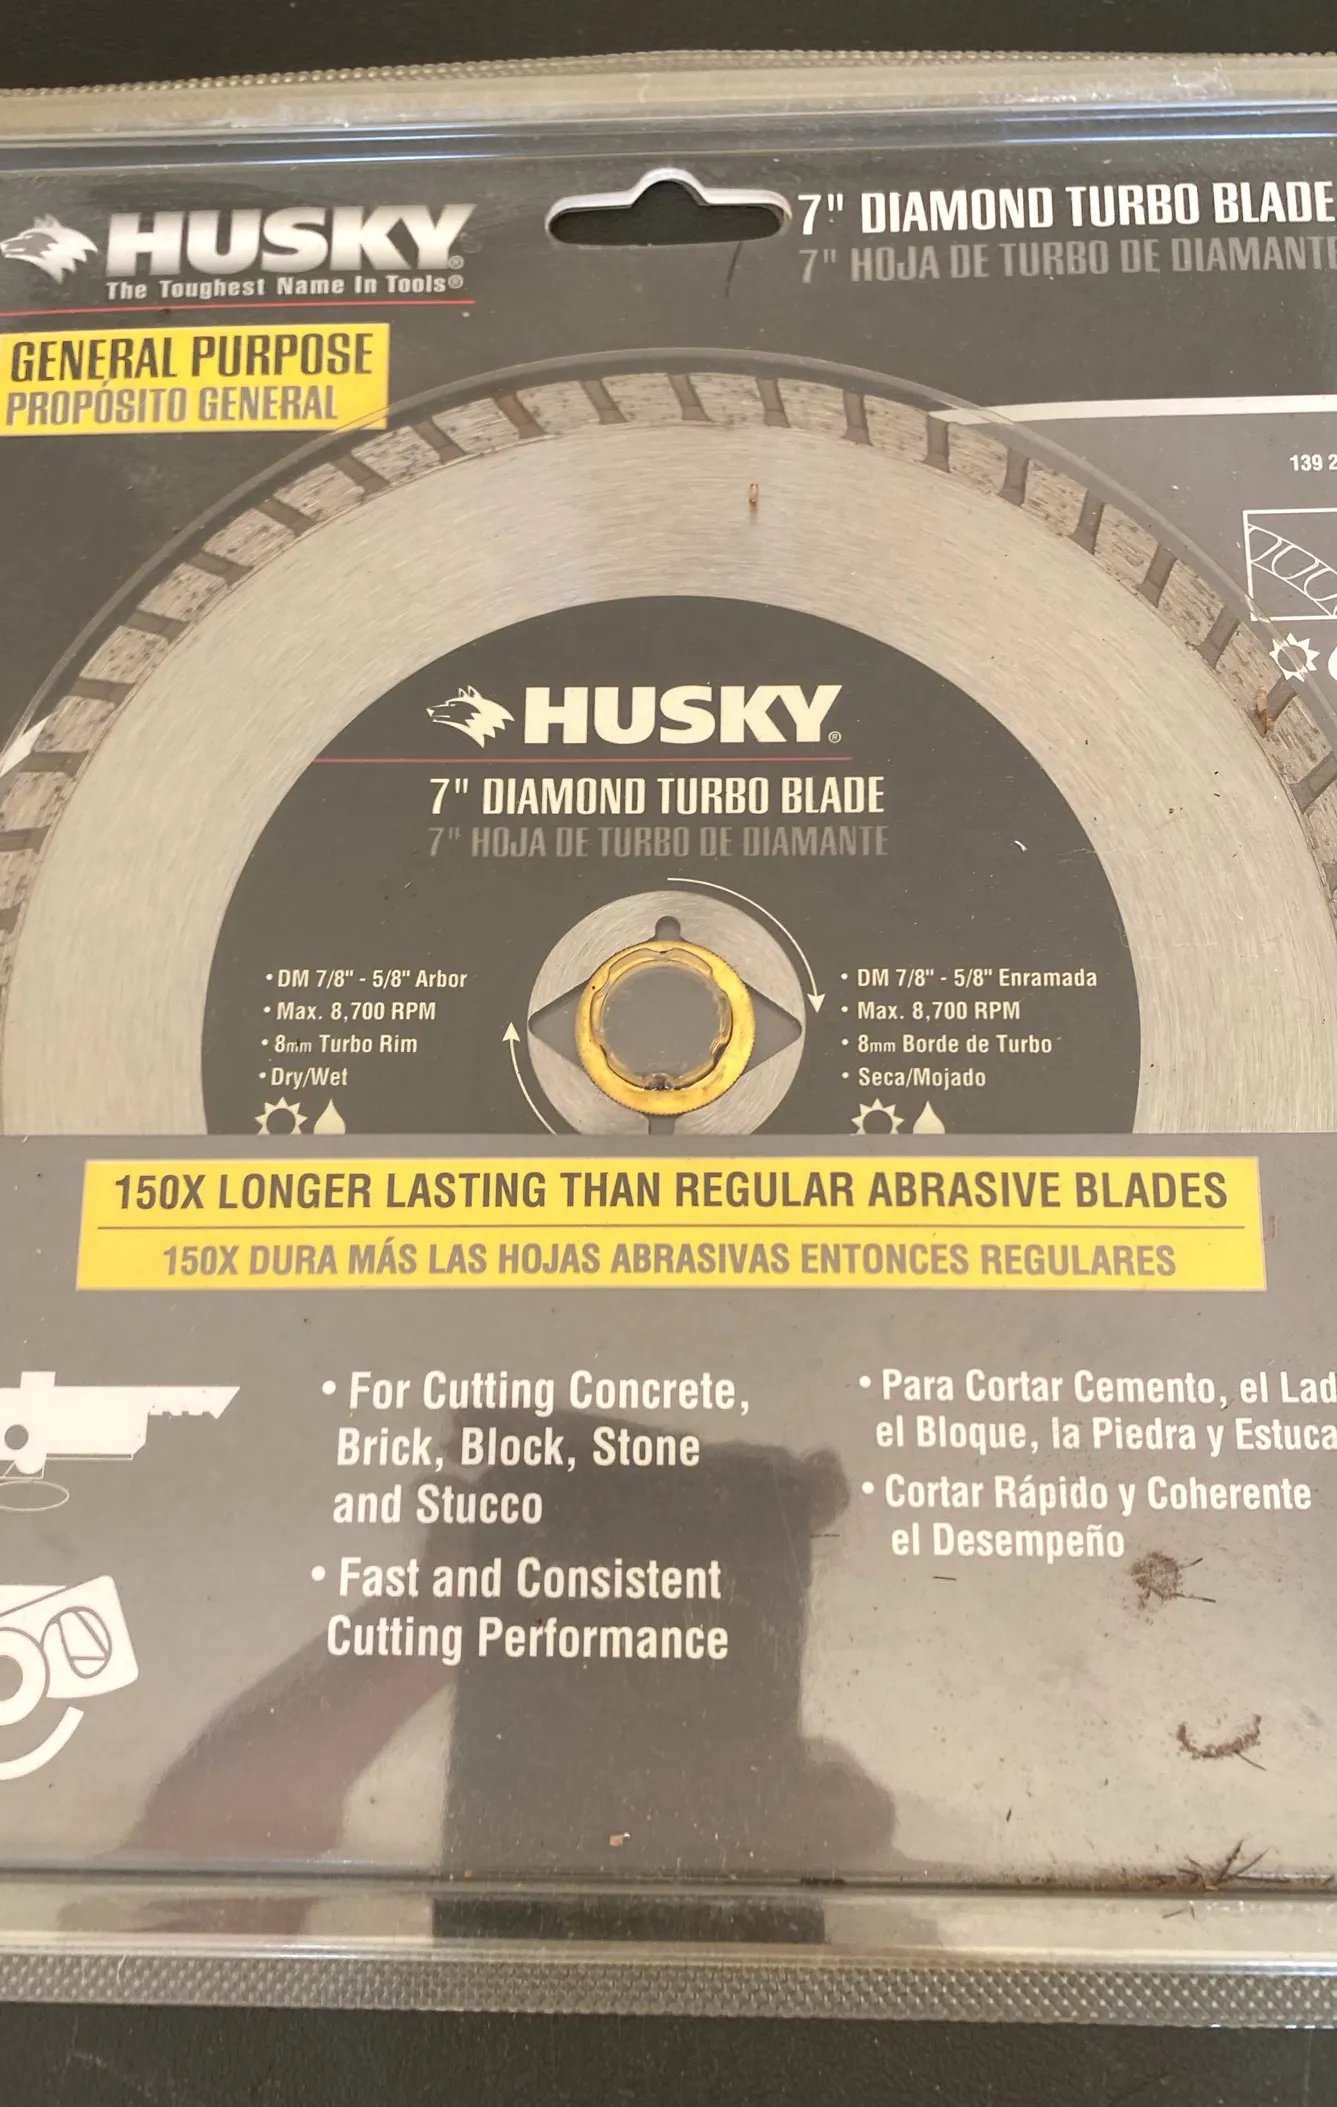 HUSKY®
The Toughest Name In Tools®
7" DIAMOND TURBO BLADE
7" HOJA DE TURBO DE DIAMANTE
GENERAL PURPOSE
PROPÓSITO GENERAL
139 2
HUSKY®
7" DIAMOND TURBO BLADE
7" HOJA DE TURBO DE DIAMANTE
• DM 7/8" - 5/8" Arbor
• Max. 8,700 RPM
• 8mm Turbo Rim
• Dry/Wet
• DM 7/8" - 5/8" Enramada
• Max. 8,700 RPM
• 8mm Borde de Turbo
• Seca/Mojado
150X LONGER LASTING THAN REGULAR ABRASIVE BLADES
150X DURA MÁS LAS HOJAS ABRASIVAS ENTONCES REGULARES
• For Cutting Concrete,
Brick, Block, Stone
and Stucco
• Fast and Consistent
Cutting Performance
• Para Cortar Cemento, el Lad
el Bloque, la Piedra y Estuca
• Cortar Rápido y Coherente
el Desempeño